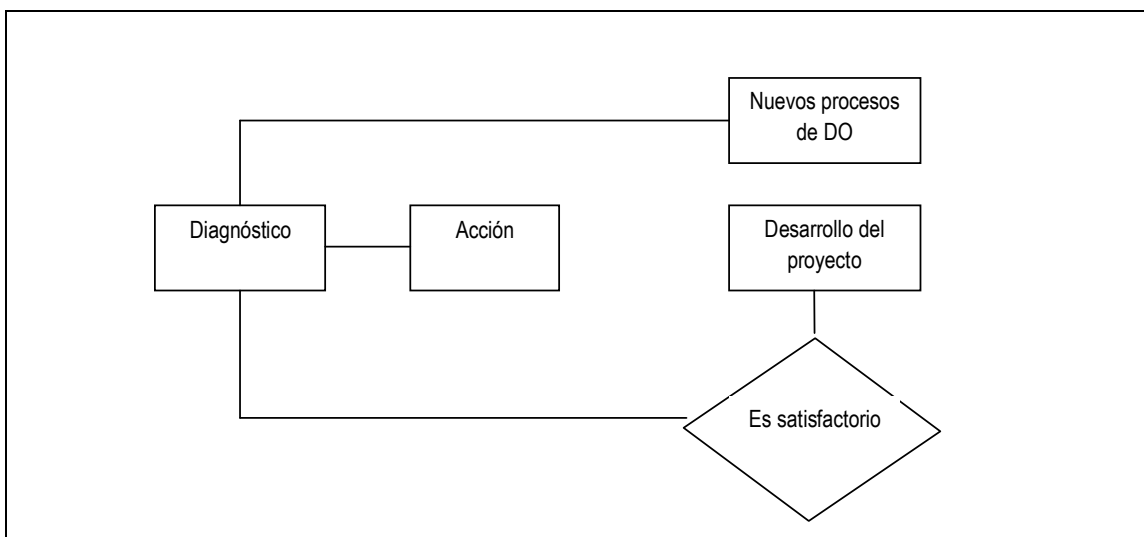 Nuevos procesos
de DO
Diagnóstico
Acción
Desarrollo del
proyecto
Es satisfactorio